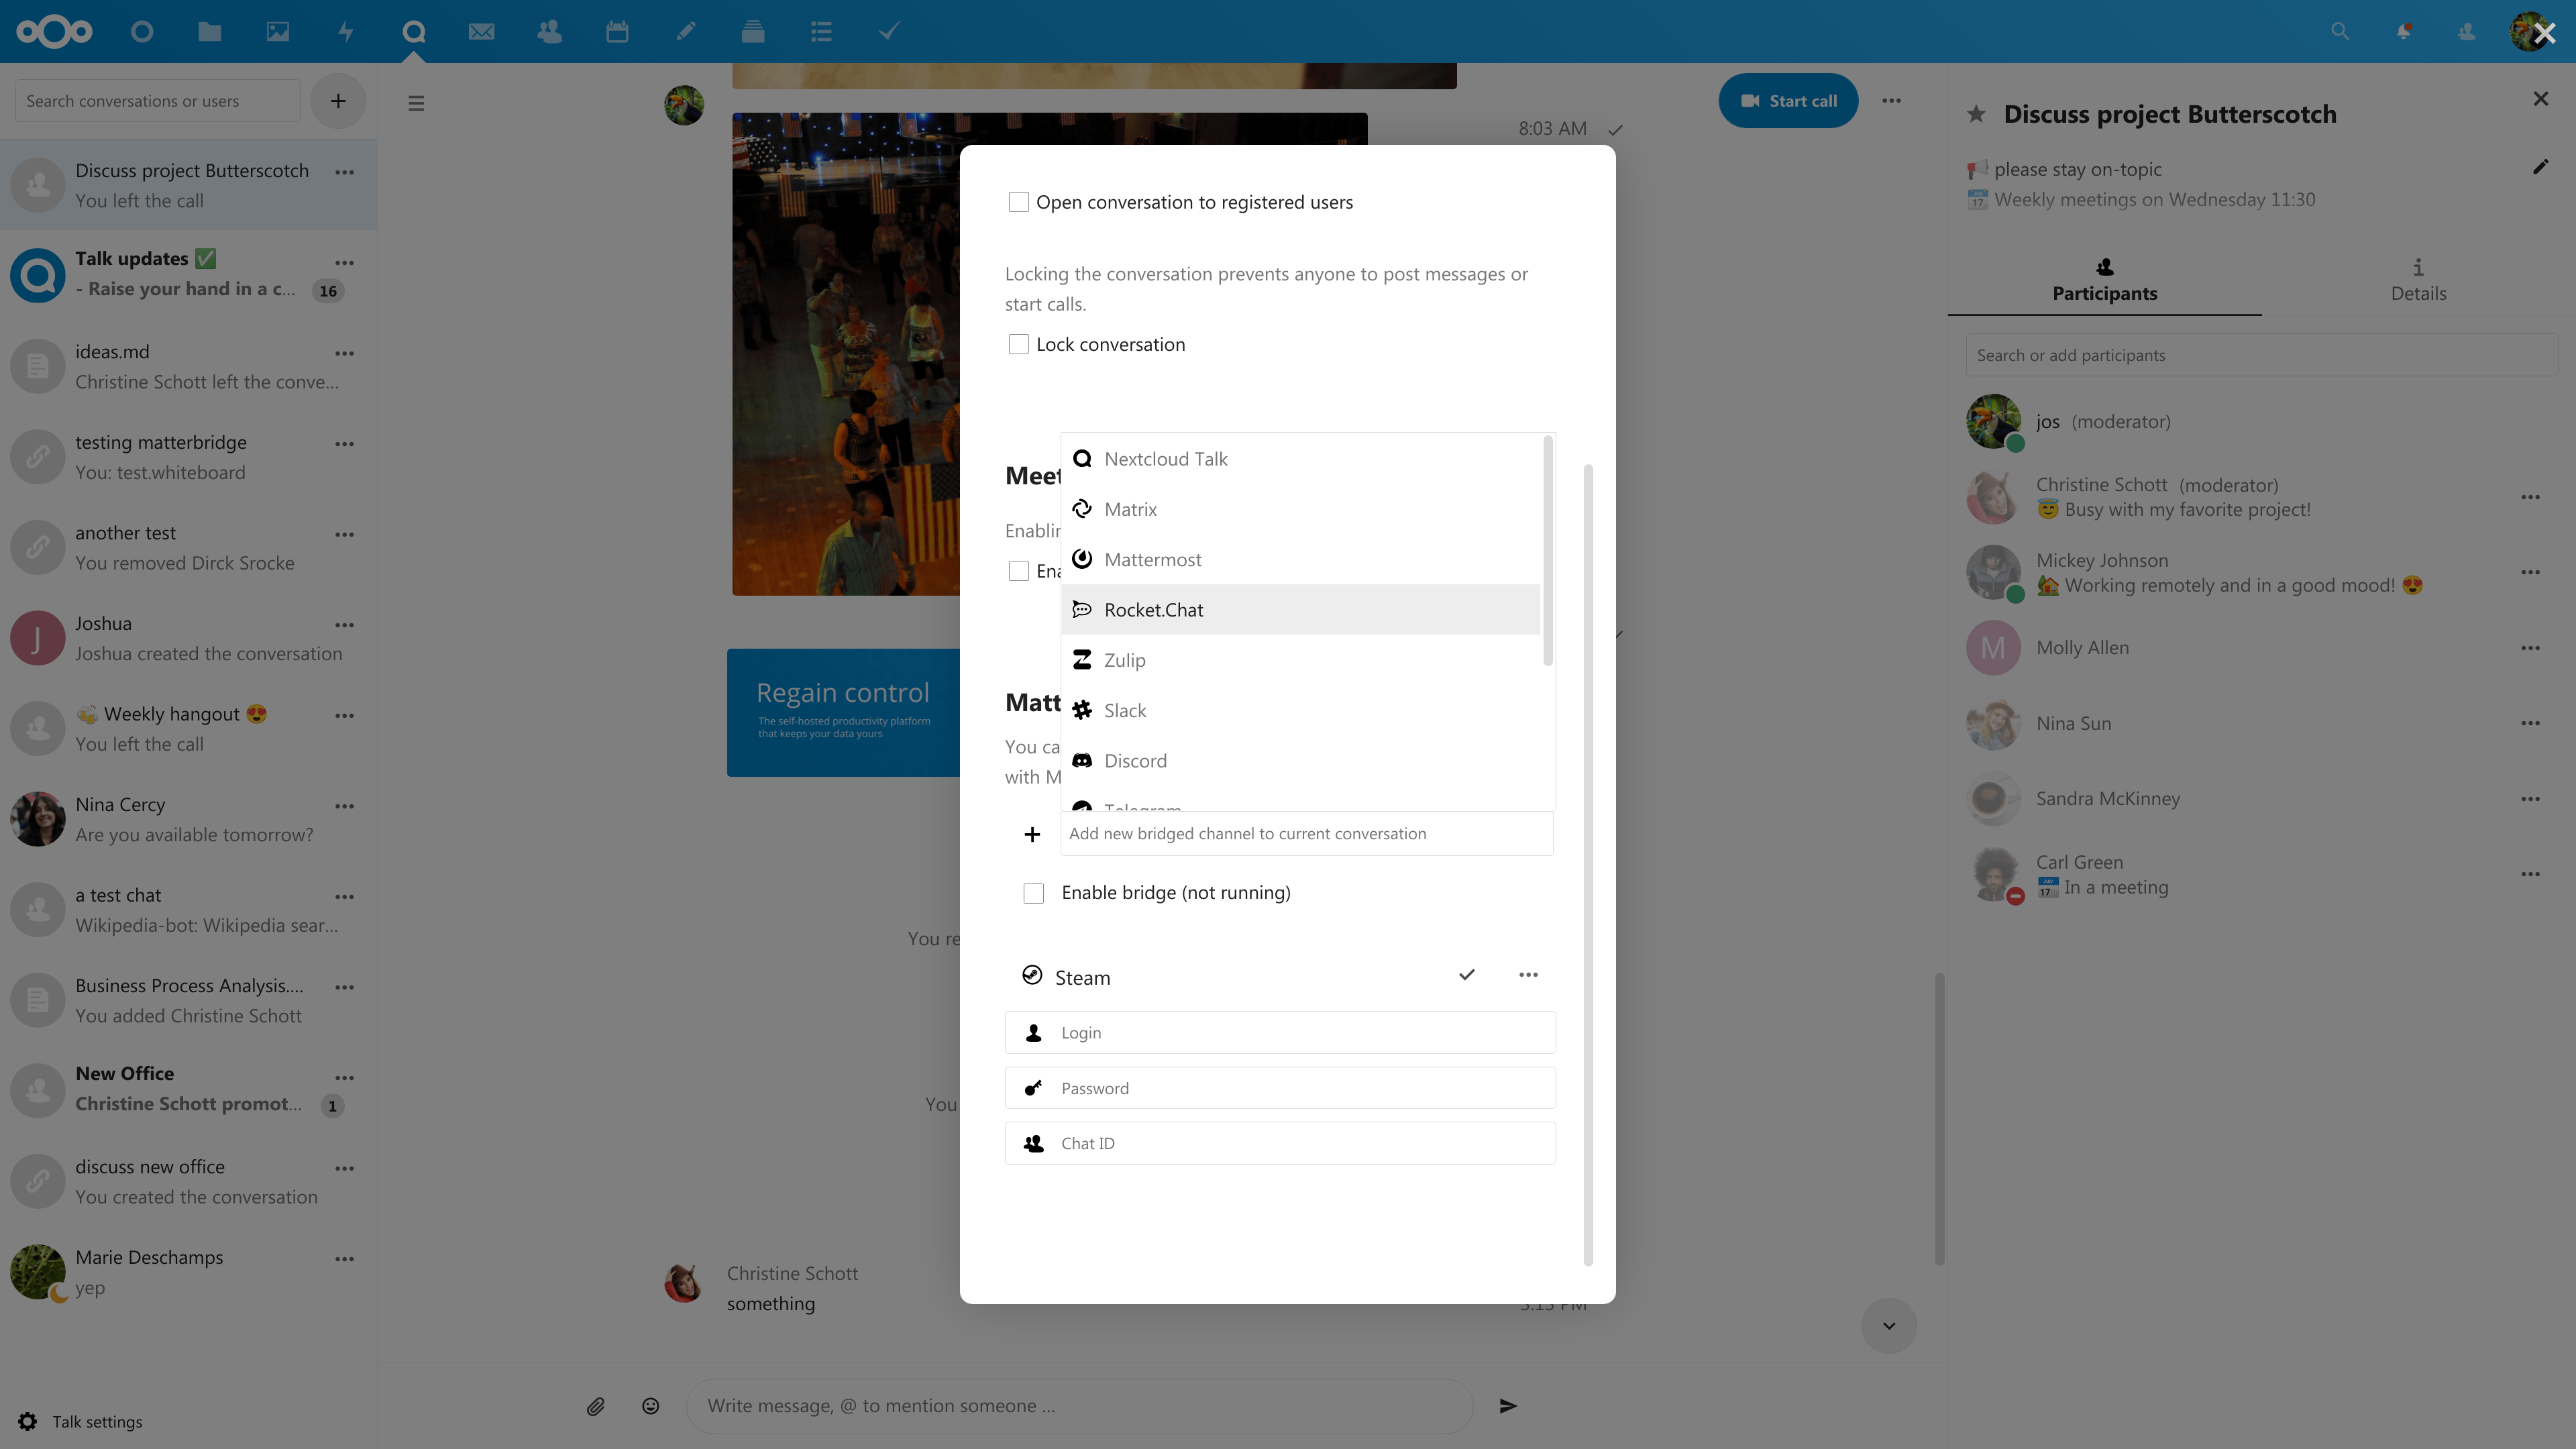 Search conversations or users
Discuss project Butterscotch
You left the call
Talk updates ✅
- Raise your hand in a c...
16
ideas.md
Christine Schott left the conve...
testing matterbridge
You: test.whiteboard
another test
You removed Dirck Srocke
J
Joshua
Joshua created the conversation
🍻 Weekly hangout 😍
You left the call
Nina Cercy
Are you available tomorrow?
a test chat
Wikipedia-bot: Wikipedia sear...
Business Process Analysis....
You added Christine Schott
New Office
Christine Schott promot...
1
discuss new office
You created the conversation
Marie Deschamps
yep
Talk settings
8:03 AM
Start call
Regain control
The self-hosted productivity platform
that keeps your data yours
You re
You
Christine Schott
something
Write message, @ to mention someone ...
Open conversation to registered users
Locking the conversation prevents anyone to post messages or
start calls.
Lock conversation
Meet
Enablin
Ena
Matt
You ca
with M
Nextcloud Talk
Matrix
Mattermost
Rocket.Chat
Zulip
Slack
Discord
Telegram
Add new bridged channel to current conversation
Enable bridge (not running)
Steam
Login
Password
Chat ID
Discuss project Butterscotch
📢 please stay on-topic
📅 Weekly meetings on Wednesday 11:30
Participants
Details
Search or add participants
jos (moderator)
Christine Schott (moderator)
😇 Busy with my favorite project!
Mickey Johnson
🏡 Working remotely and in a good mood! 😍
M
Molly Allen
Nina Sun
Sandra McKinney
Carl Green
📅 In a meeting